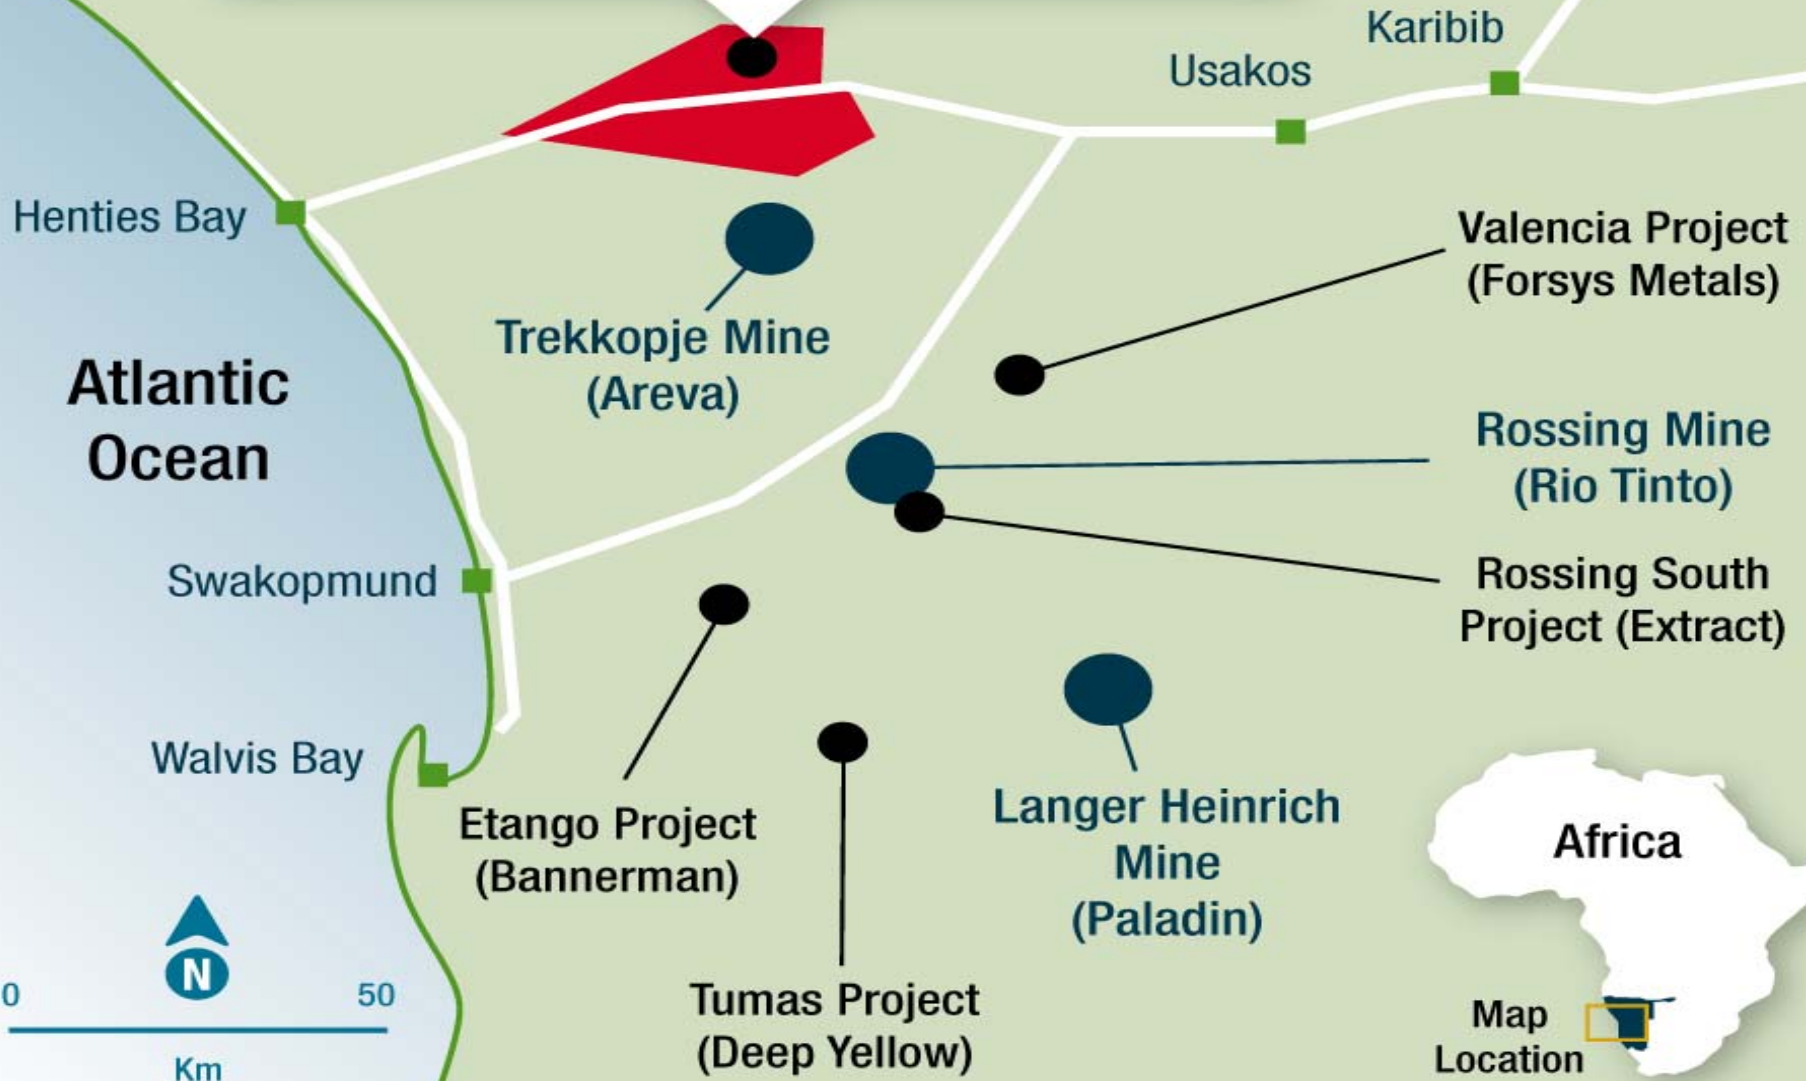 Karibib
Usakos
Henties Bay
Valencia Project
(Forsys Metals)
Trekkopje Mine
(Areva)
Atlantic
Ocean
Rossing Mine
(Rio Tinto)
Swakopmund
Rossing South
Project (Extract)
Walvis Bay
Etango Project
(Bannerman)
Langer Heinrich
Mine
(Paladin)
Africa
N
0 50
Km
Tumas Project
(Deep Yellow)
Map
Location